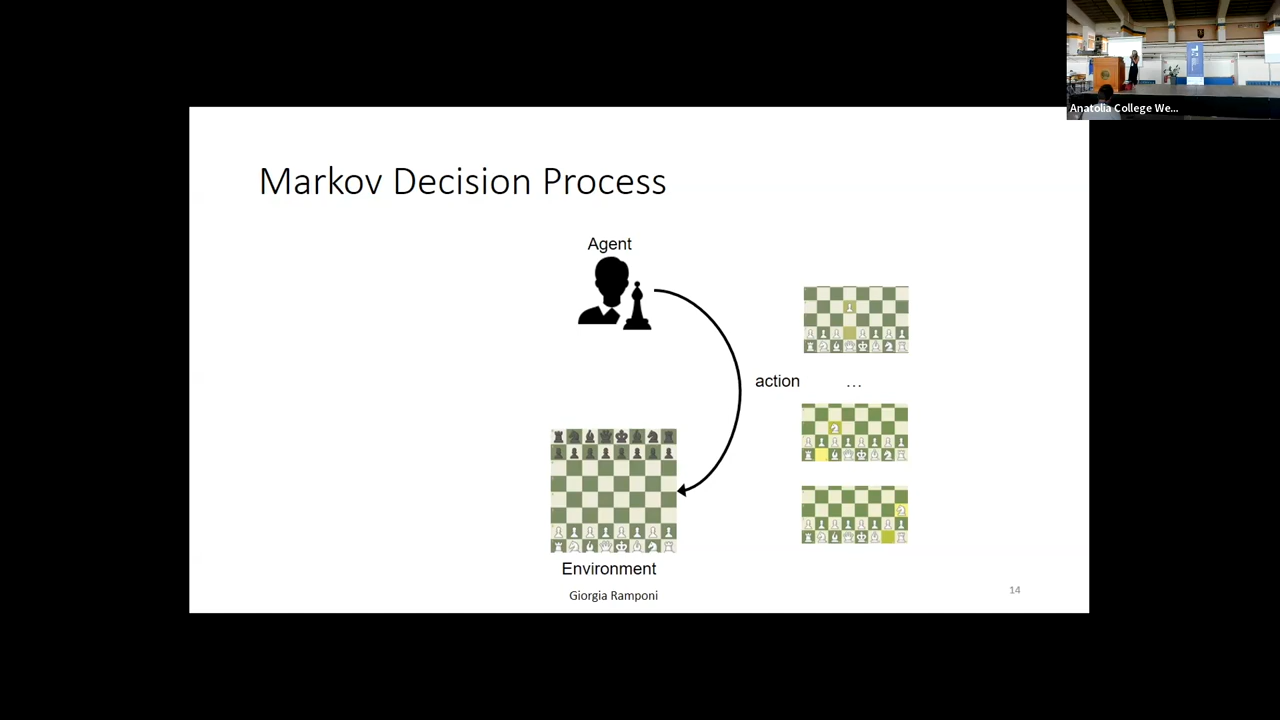 Anatolia College We...
Markov Decision Process
Agent
action
…
Environment
Giorgia Ramponi
14